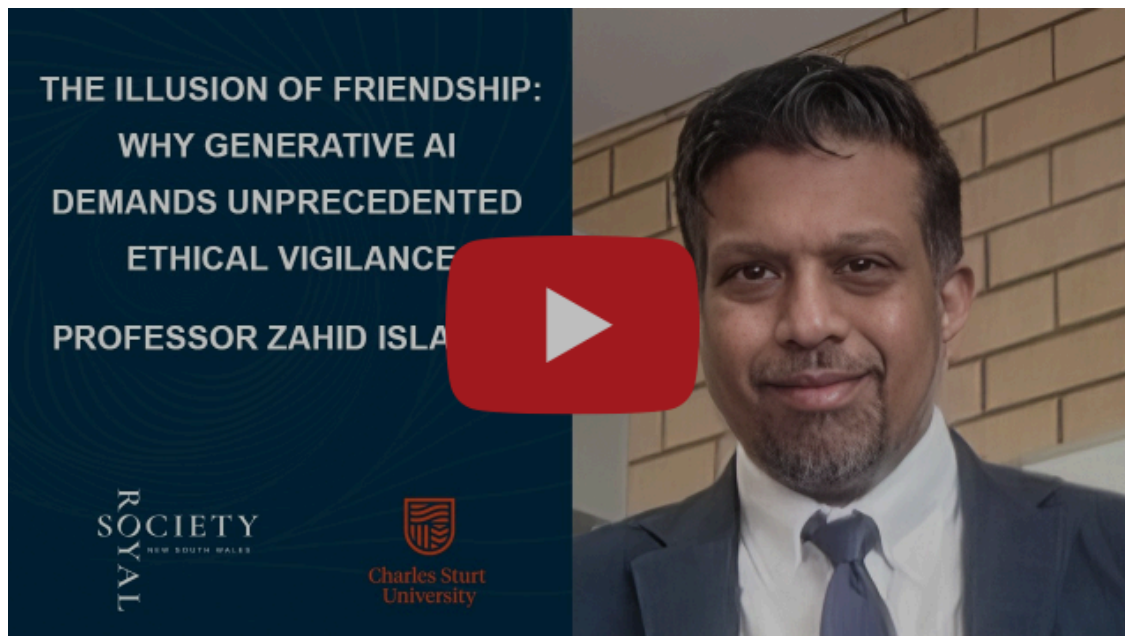 THE ILLUSION OF FRIENDSHIP:
WHY GENERATIVE AI
DEMANDS UNPRECEDENTED
ETHICAL VIGILANCE
PROFESSOR ZAHID
ROYAL
SOCIETY
NEW SOUTH WALES
Charles Sturt
University